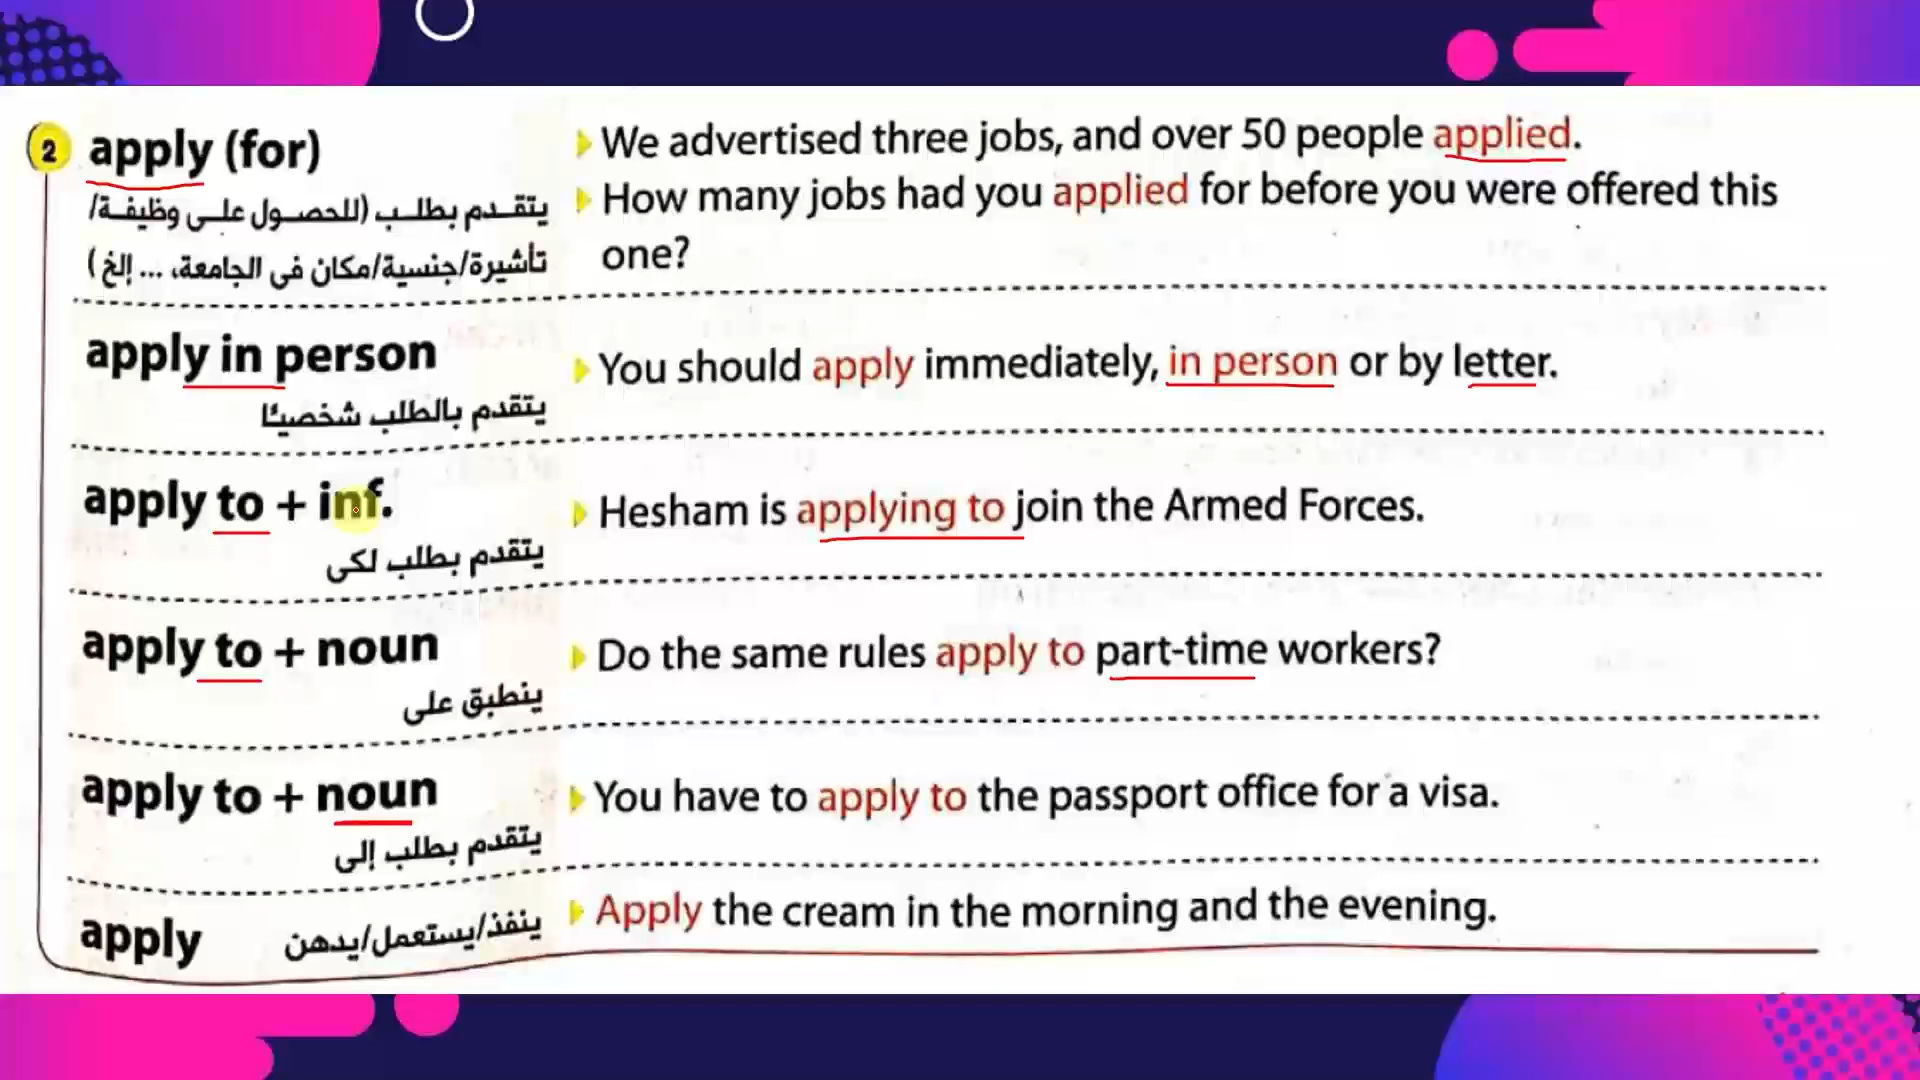 2 apply (for)
يتقدم بطلب (للحصول على وظيفة/
تأشيرة/جنسية/مكان فى الجامعة، ... إلخ)
We advertised three jobs, and over 50 people applied.
How many jobs had you applied for before you were offered this
one?
apply in person
يتقدم بالطلب شخصيًا
You should apply immediately, in person or by letter.
apply to + inf.
يتقدم بطلب لكى
Hesham is applying to join the Armed Forces.
apply to + noun
ينطبق على
Do the same rules apply to part-time workers?
apply to + noun
يتقدم بطلب إلى
You have to apply to the passport office for a visa.
apply ينفذ/يستعمل/يدهن
Apply the cream in the morning and the evening.